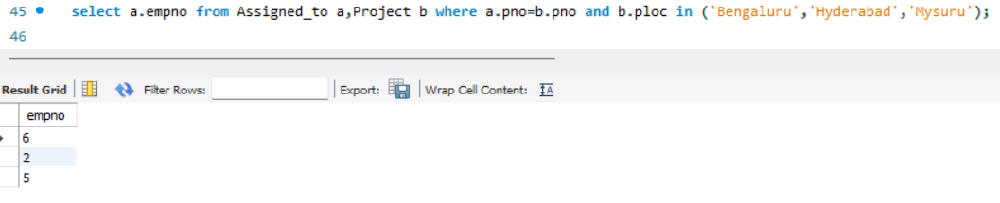 45 select a.empno from Assigned_to a,Project b where a.pno=b.pno and b.ploc in ('Bengaluru','Hyderabad','Mysuru');
46
Result Grid Filter Rows: Export: Wrap Cell Content: IA
empno
6
2
5